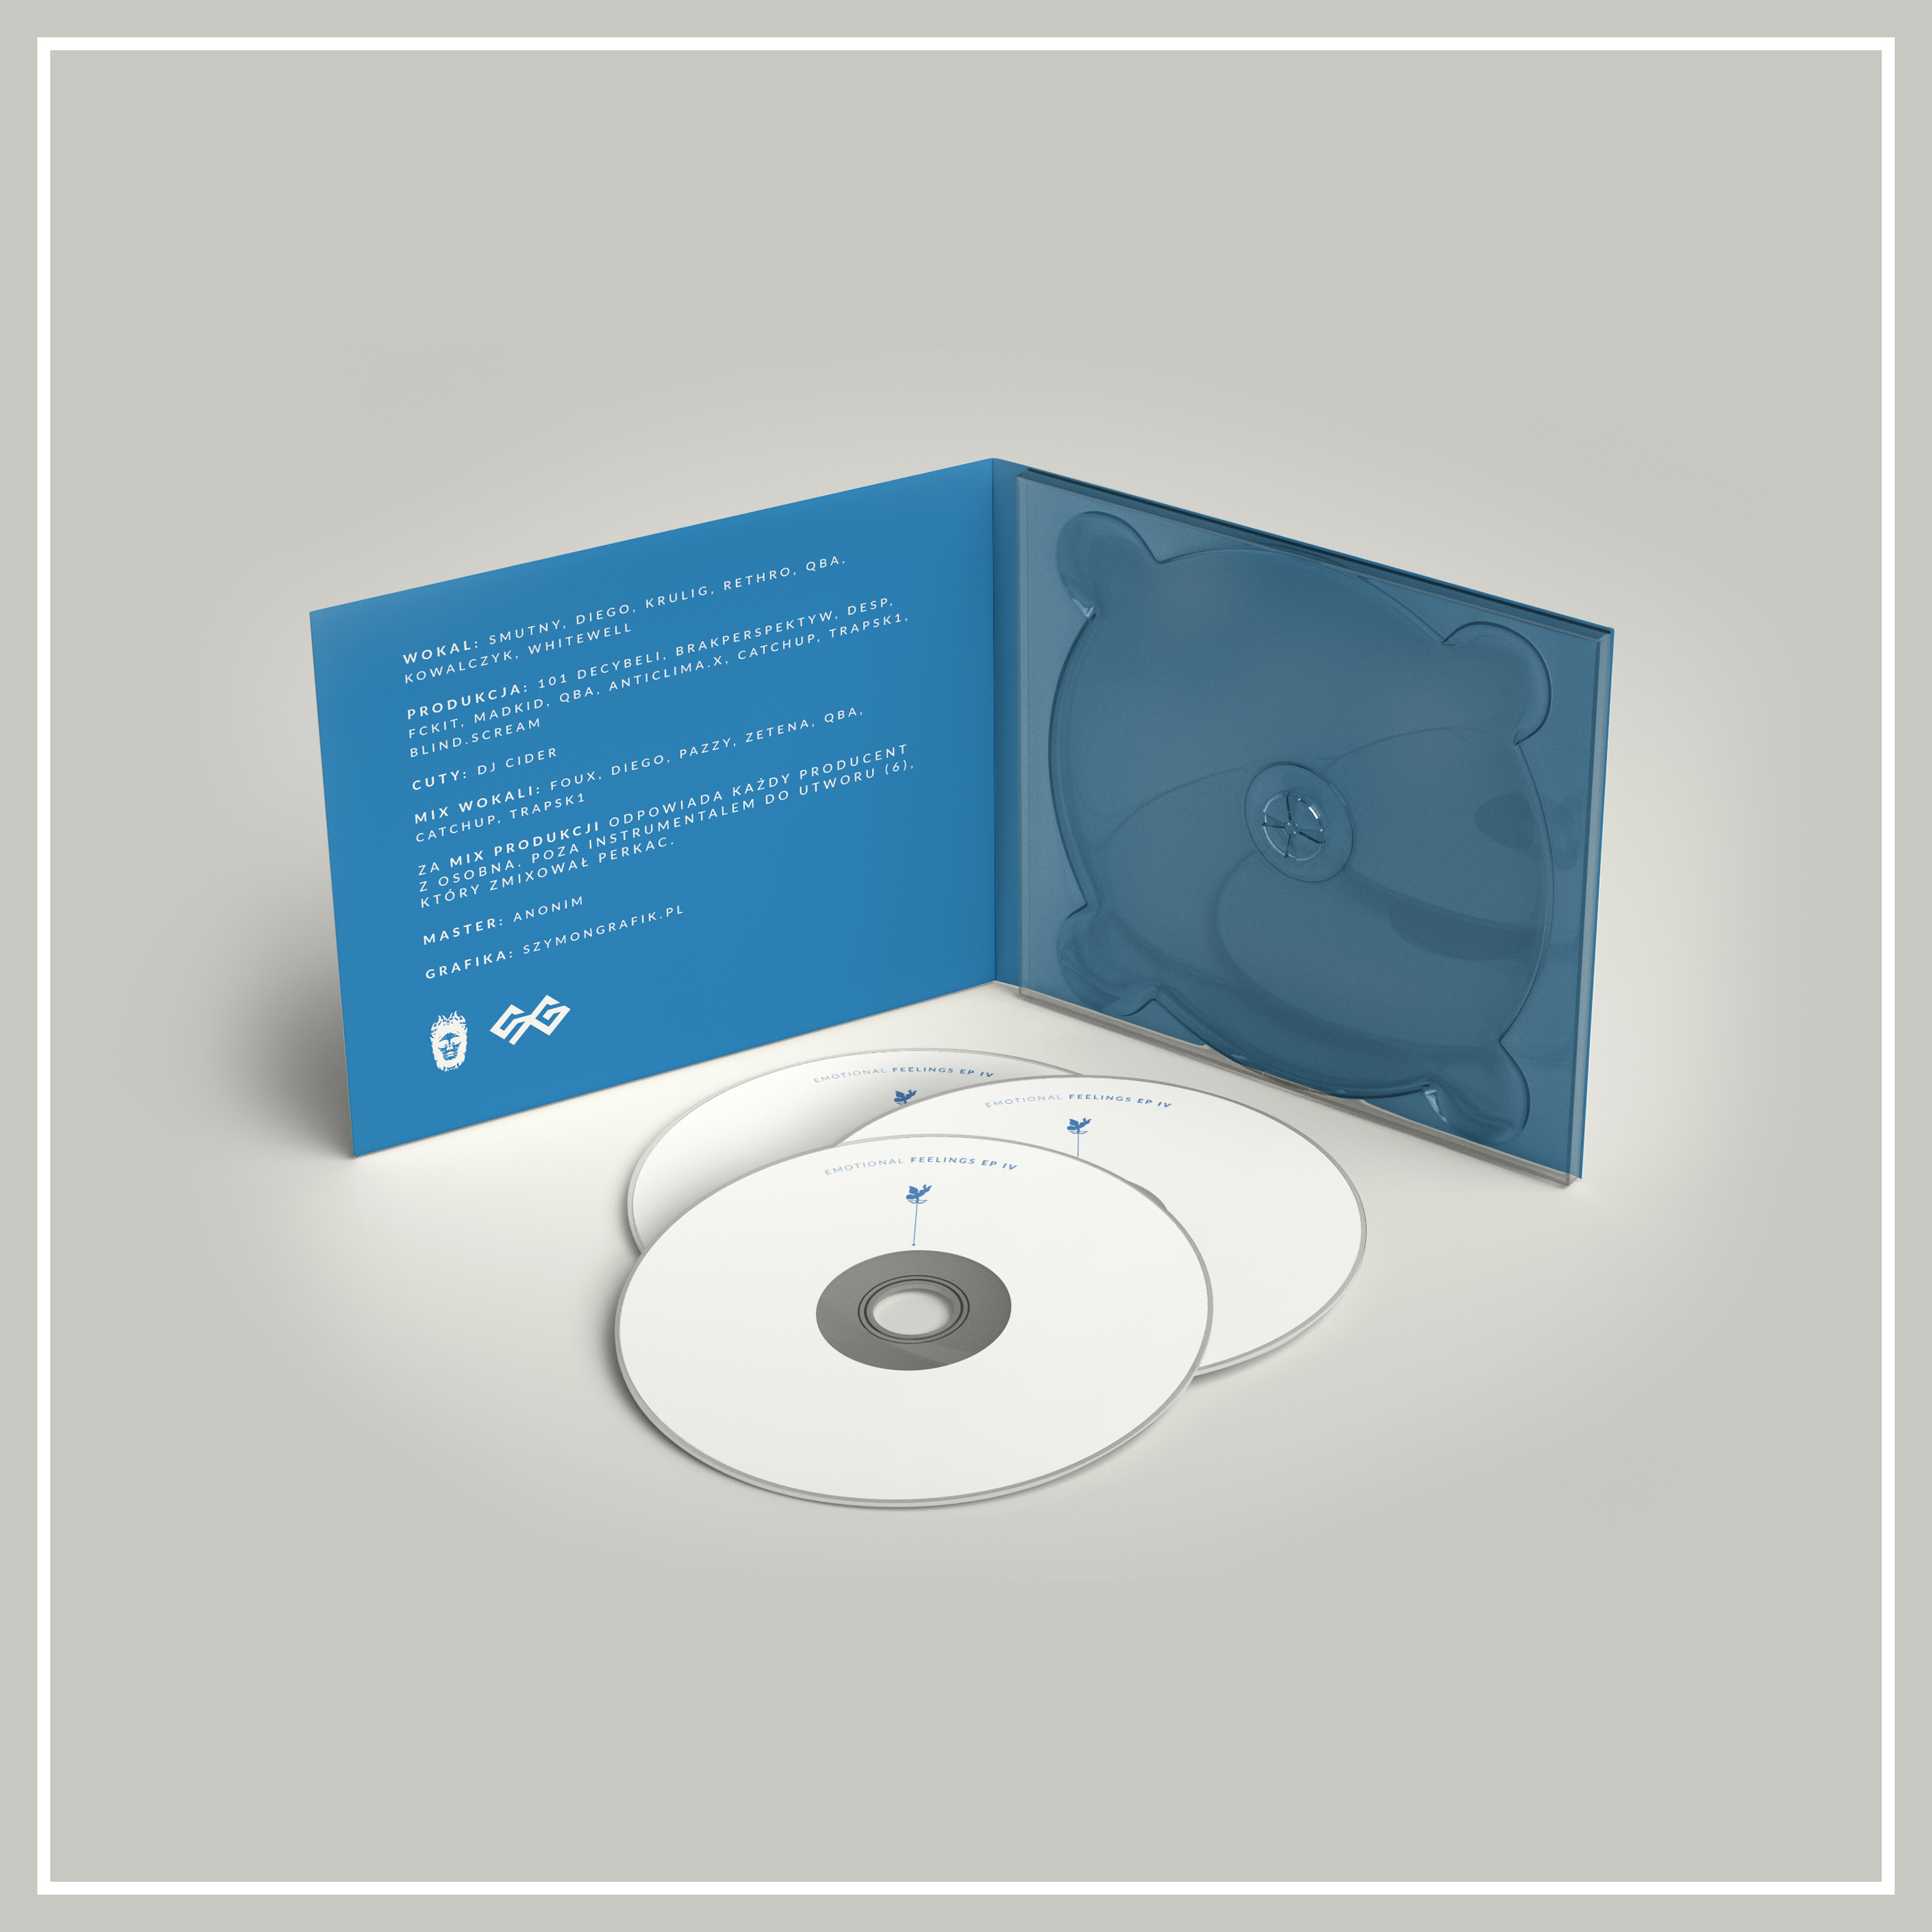 WOKAL: SMUTNY, DIEGO, KRULIG, RETHRO, QBA,
KOWALCZYK, WHITEWELL
PRODUKCJA: 101 DECYBELI, BRAKPERSPEKTYW, DESP,
FCKIT, MADKID, QBA, ANTICLIMA.X, CATCHUP, TRAPSK1,
BLIND.SCREAM
CUTY: DJ CIDER
MIX WOKALI: FOUX, DIEGO, PAZZY, ZETENA, QBA,
CATCHUP, TRAPSK1
ZA MIX PRODUKCJI ODPOWIADA KAŻDY PRODUCENT
Z OSOBNA. POZA INSTRUMENTALEM DO UTWORU (6),
KTÓRY ZMIXOWAŁ PERKAC.
MASTER: ANONIM
GRAFIKA: SZYMONGRAFIK.PL
EMOTIONAL FEELINGS EP IV
EMOTIONAL FEELINGS EP IV
EMOTIONAL FEELINGS EP IV